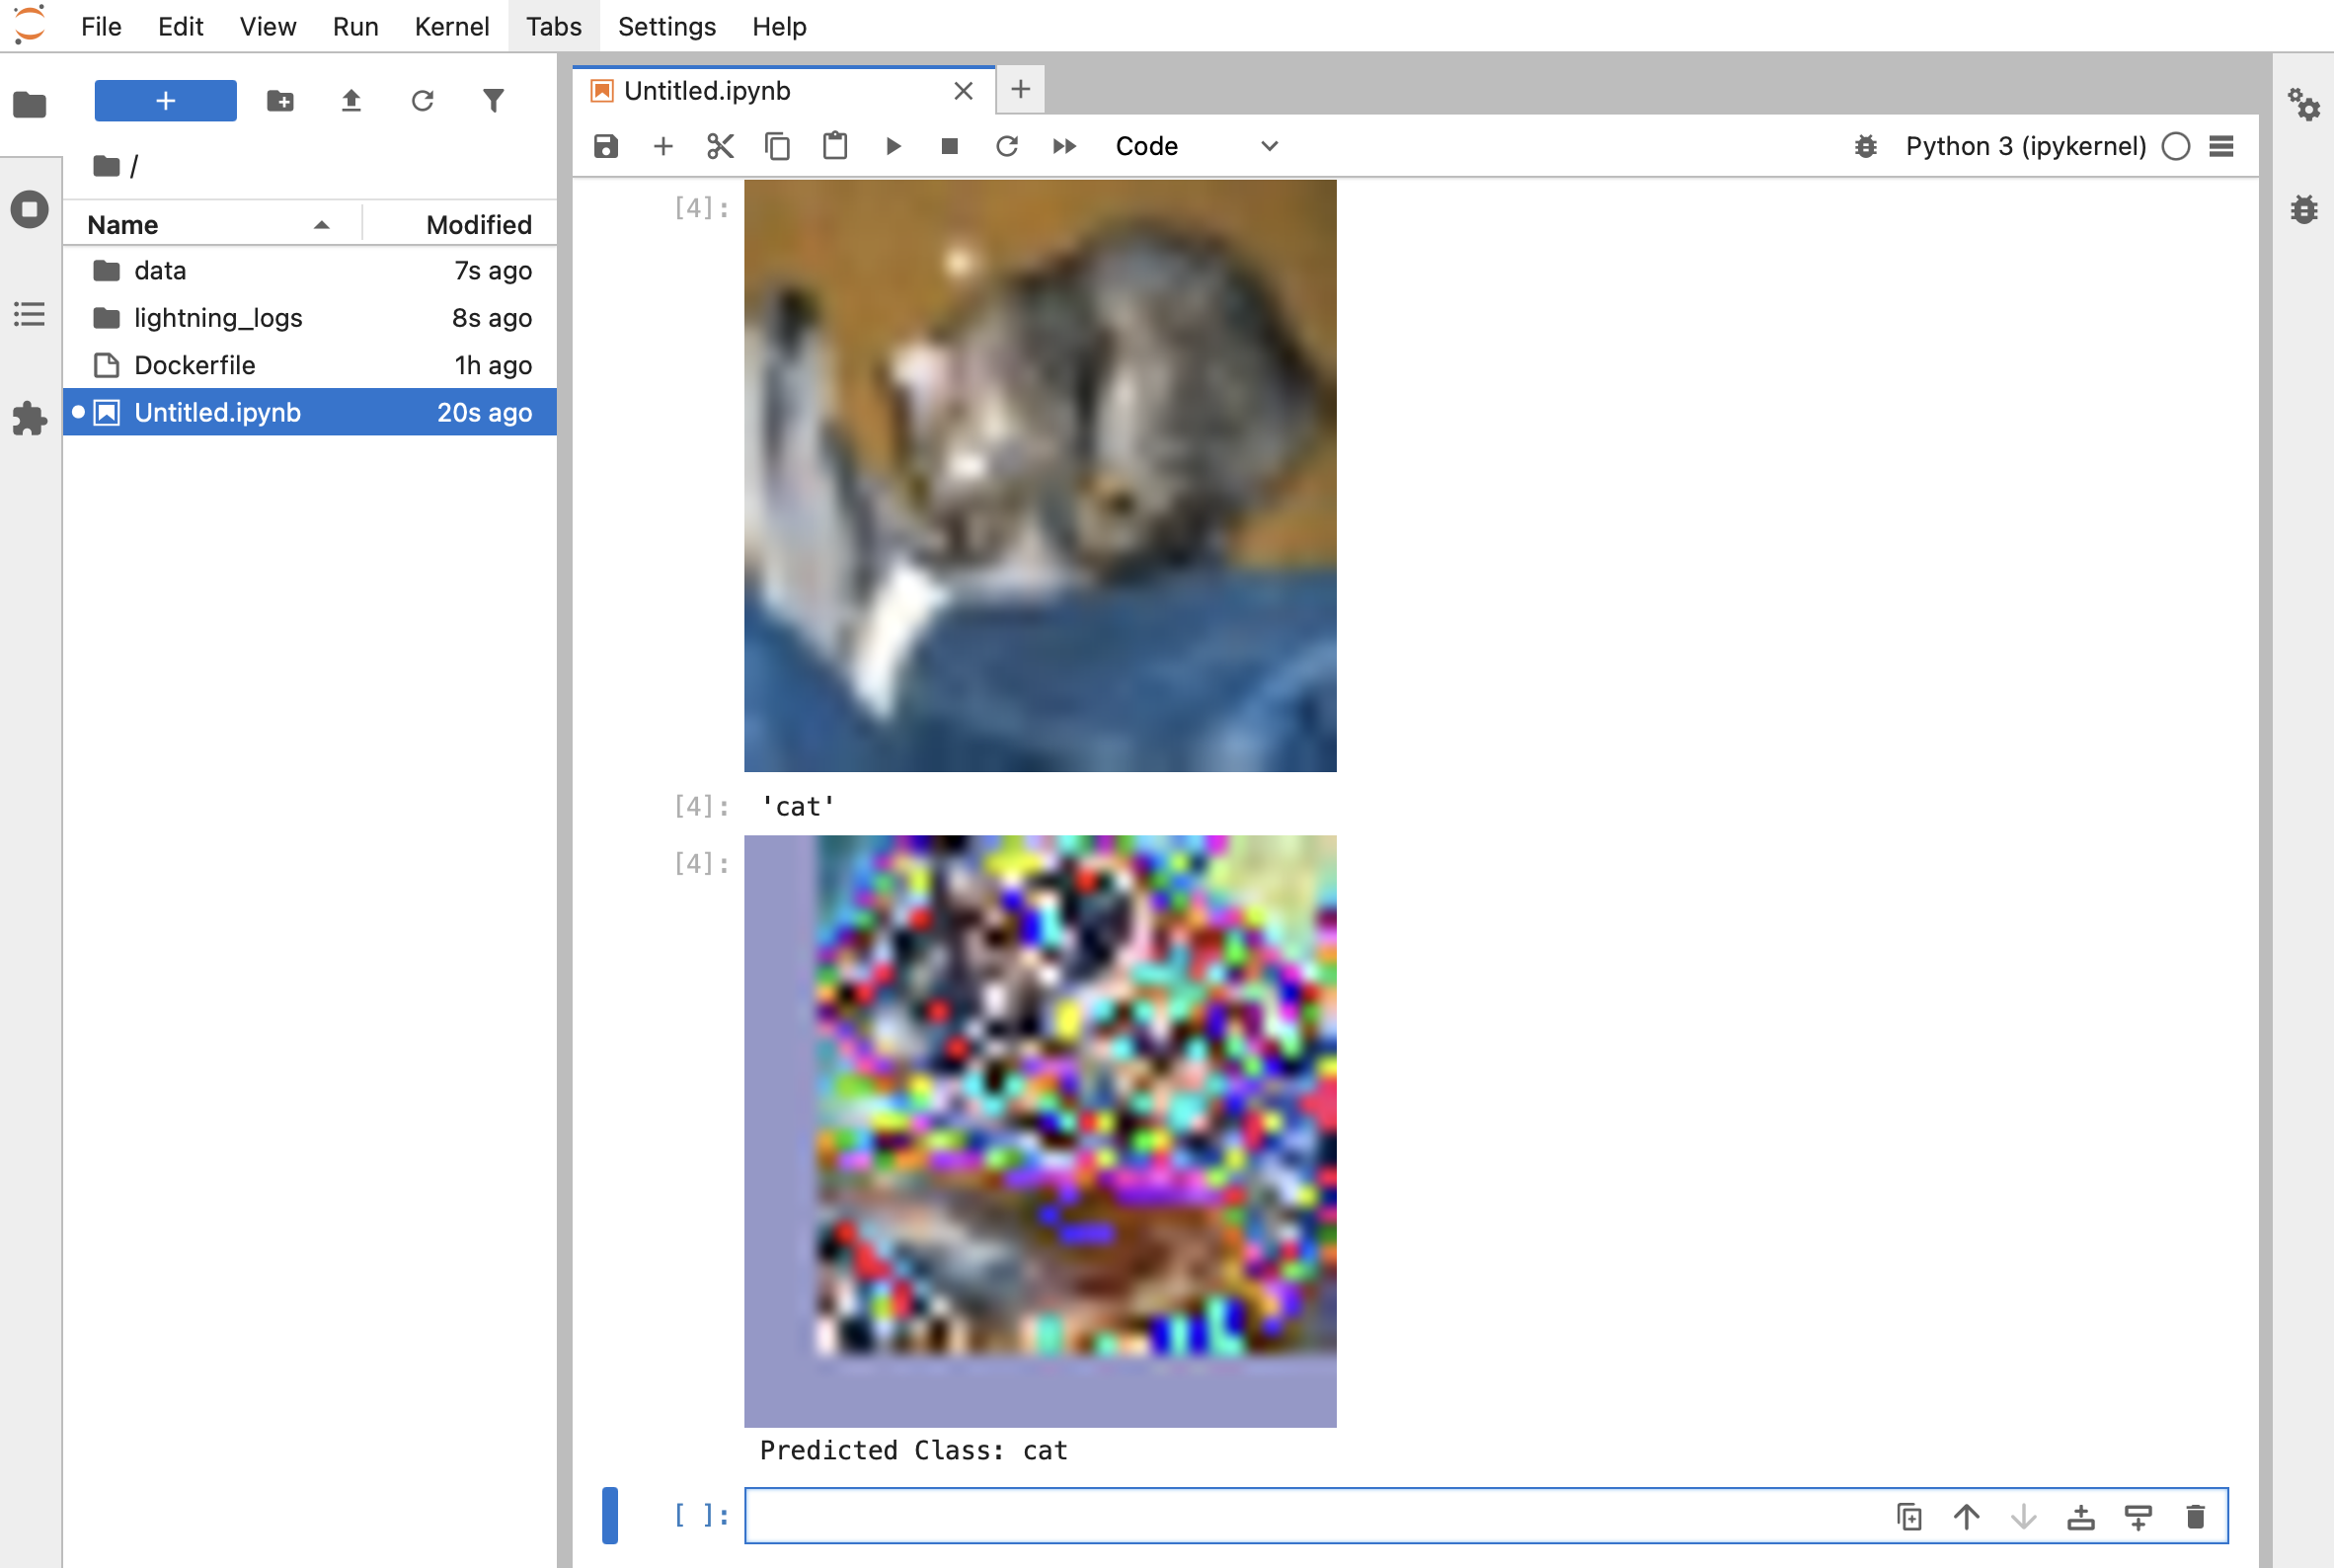 File Edit View Run Kernel Tabs Settings Help
Untitled.ipynb
Code
Python 3 (ipykernel)
/
Name Modified
data 7s ago
lightning_logs 8s ago
Dockerfile 1h ago
Untitled.ipynb 20s ago
[4]:
[4]: 'cat'
[4]:
Predicted Class: cat
[ ]: